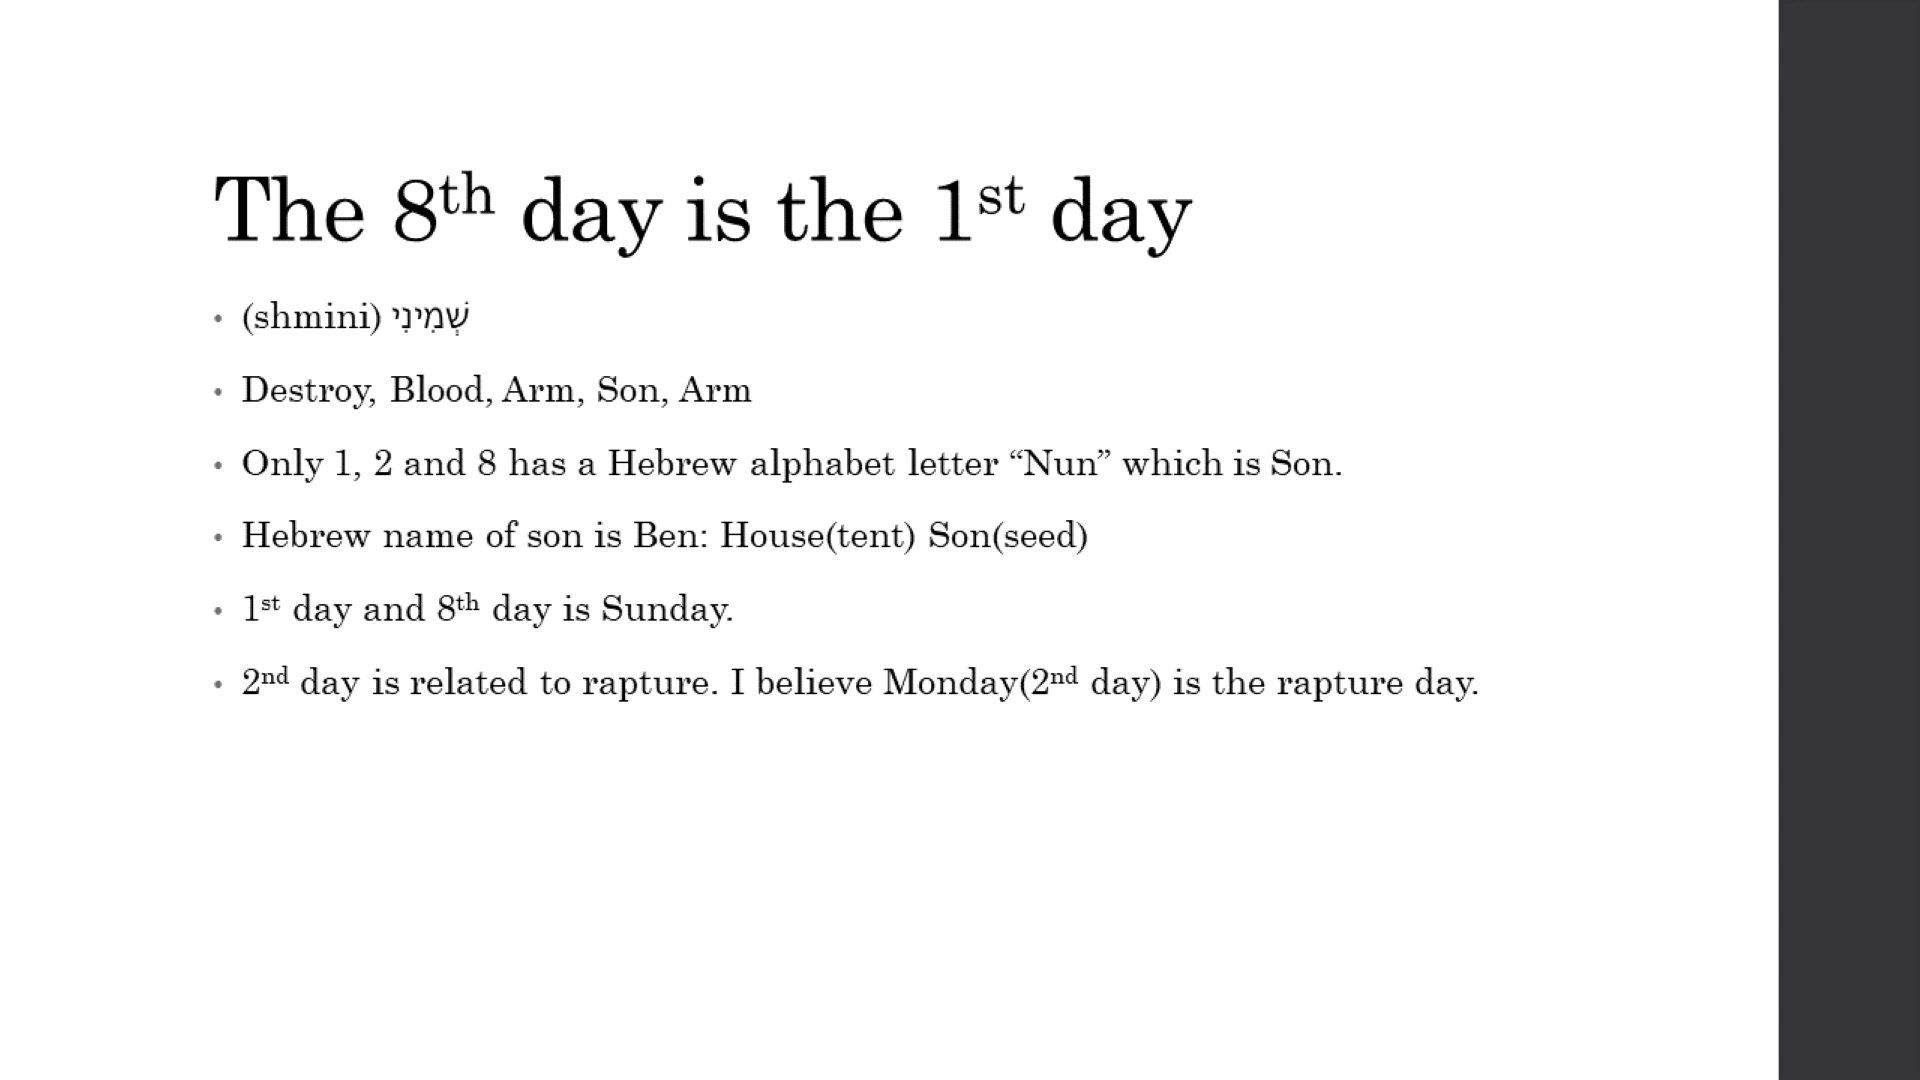 The 8th day is the 1st day
• (shmini) שְׁמִינִי
• Destroy, Blood, Arm, Son, Arm
• Only 1, 2 and 8 has a Hebrew alphabet letter “Nun” which is Son.
• Hebrew name of son is Ben: House(tent) Son(seed)
• 1st day and 8th day is Sunday.
• 2nd day is related to rapture. I believe Monday(2nd day) is the rapture day.